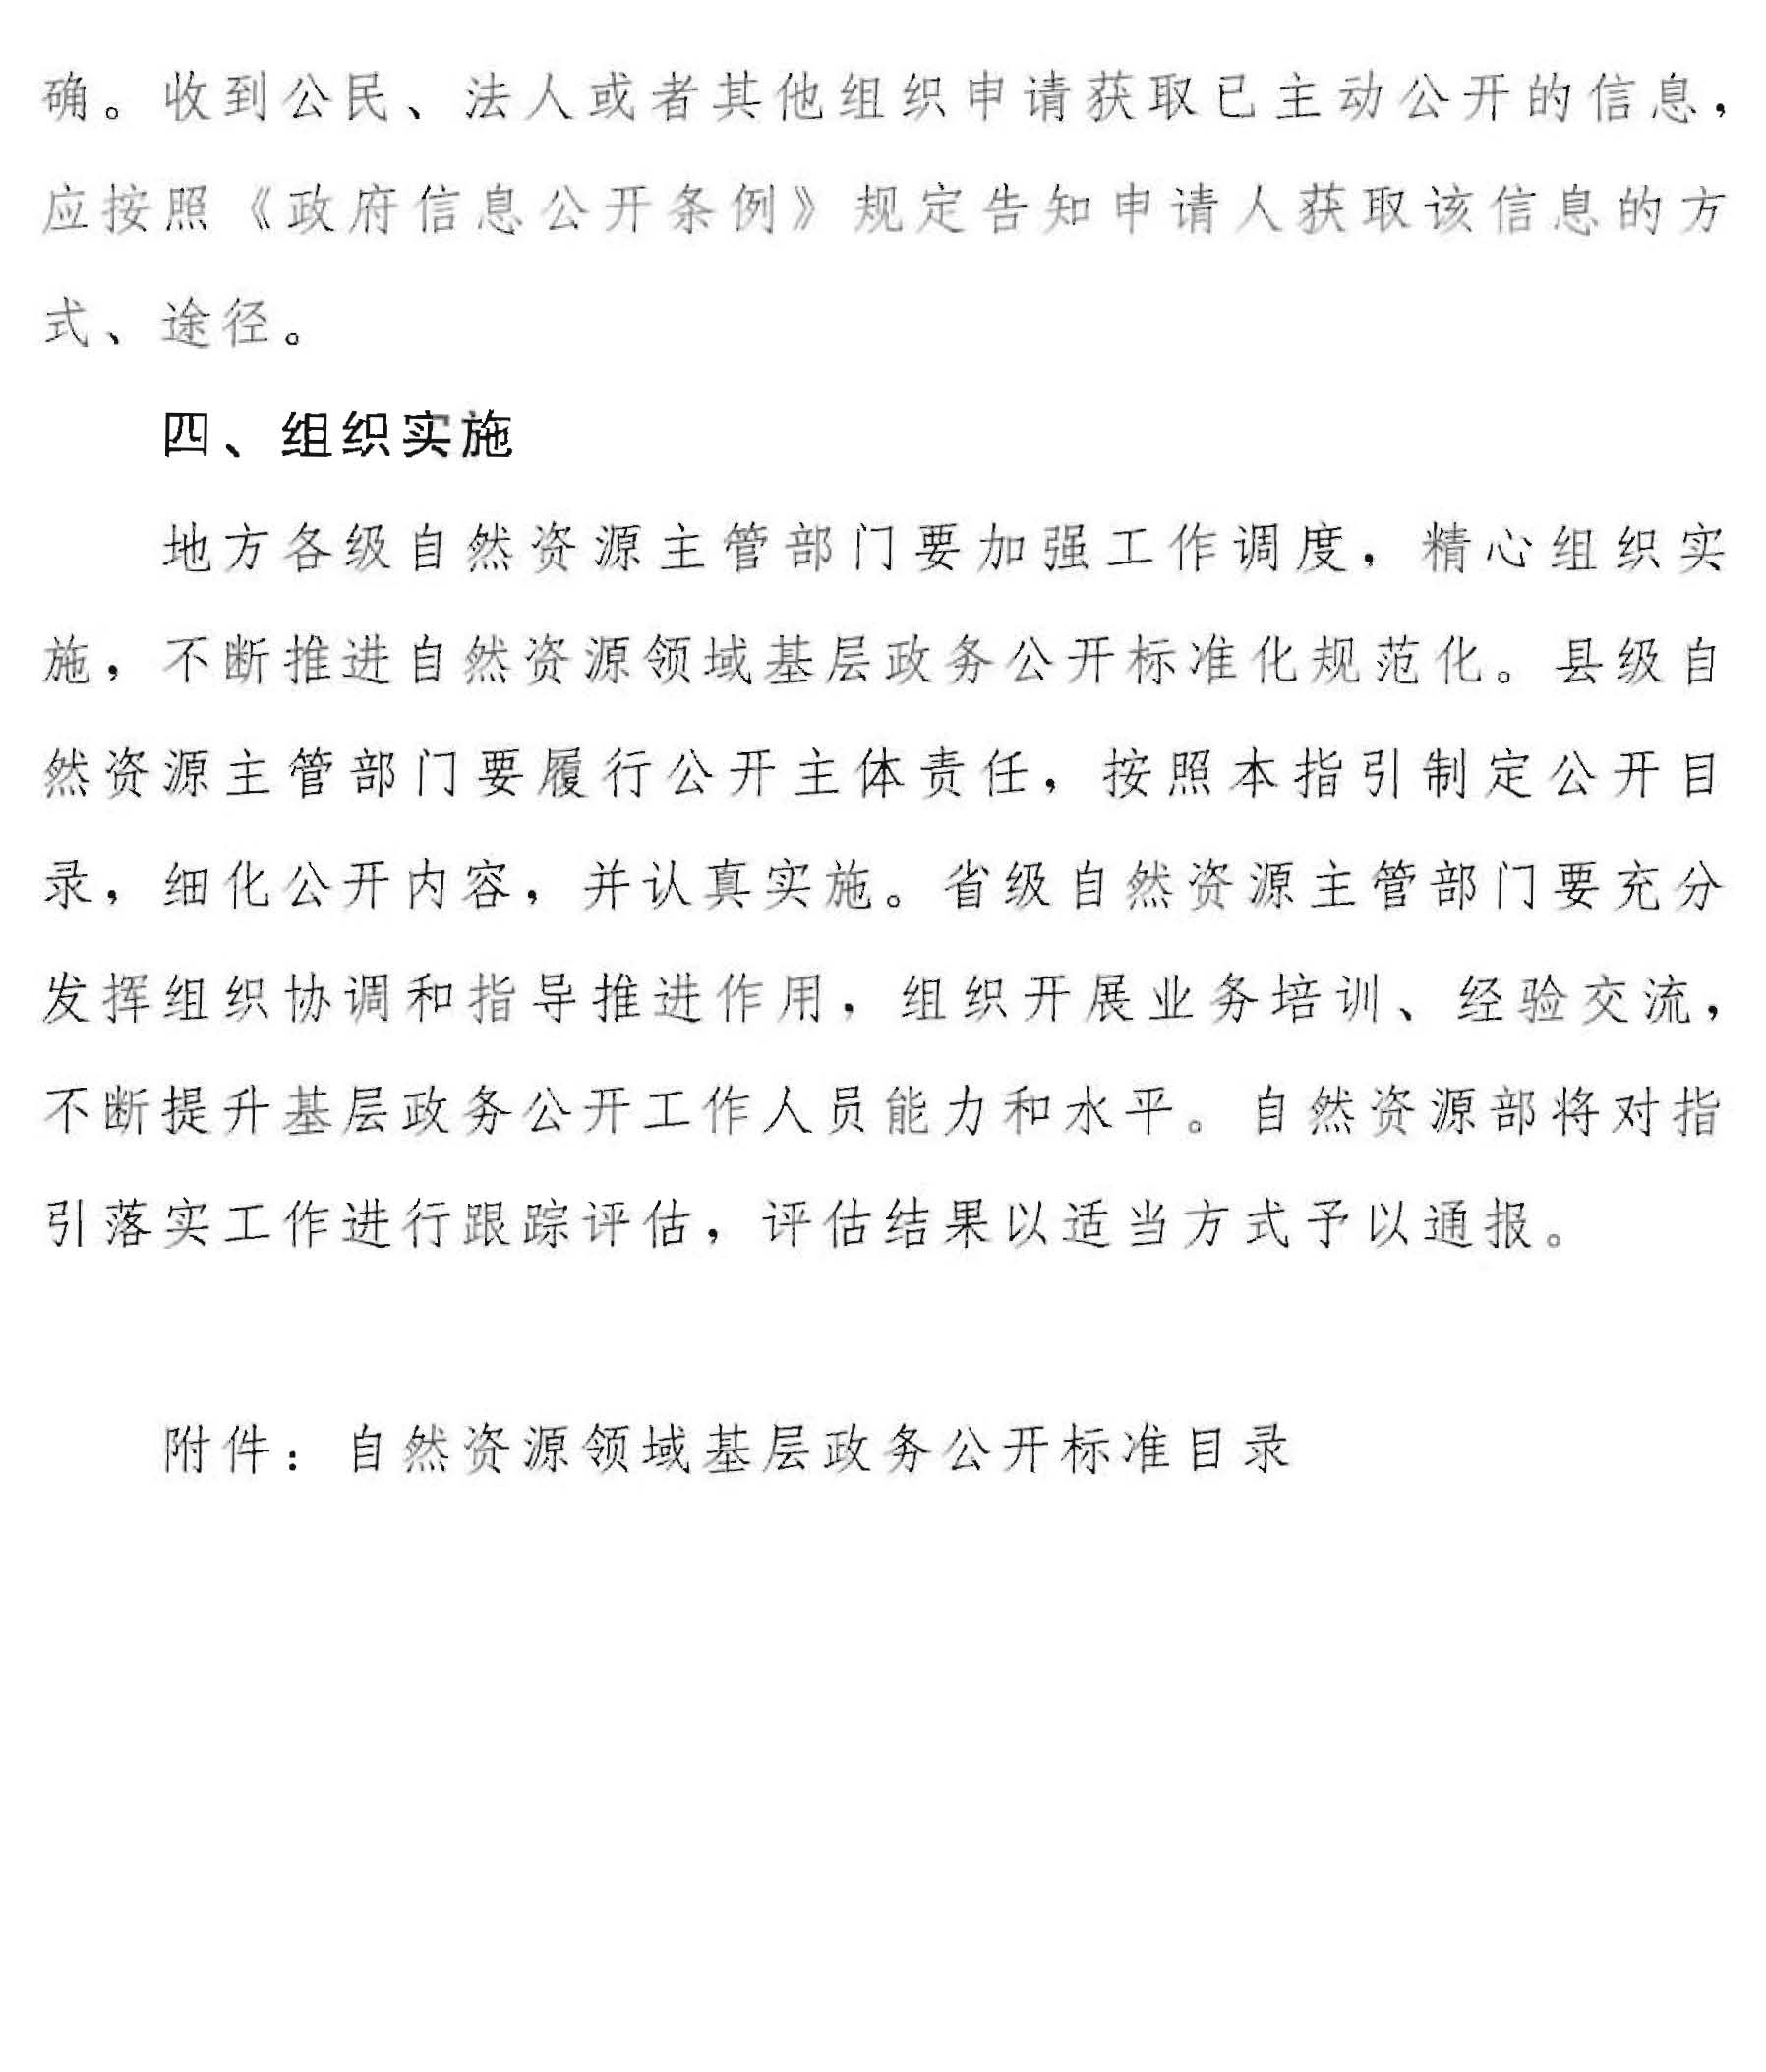 确。收到公民、法人或者其他组织申请获取已主动公开的信息，
应按照《政府信息公开条例》规定告知申请人获取该信息的方
式、途径。
四、组织实施
地方各级自然资源主管部门要加强工作调度，精心组织实
施，不断推进自然资源领域基层政务公开标准化规范化。县级自
然资源主管部门要履行公开主体责任，按照本指引制定公开目
录，细化公开内容，并认真实施。省级自然资源主管部门要充分
发挥组织协调和指导推进作用，组织开展业务培训、经验交流，
不断提升基层政务公开工作人员能力和水平。自然资源部将对指
引落实工作进行跟踪评估，评估结果以适当方式予以通报。
附件：自然资源领域基层政务公开标准目录